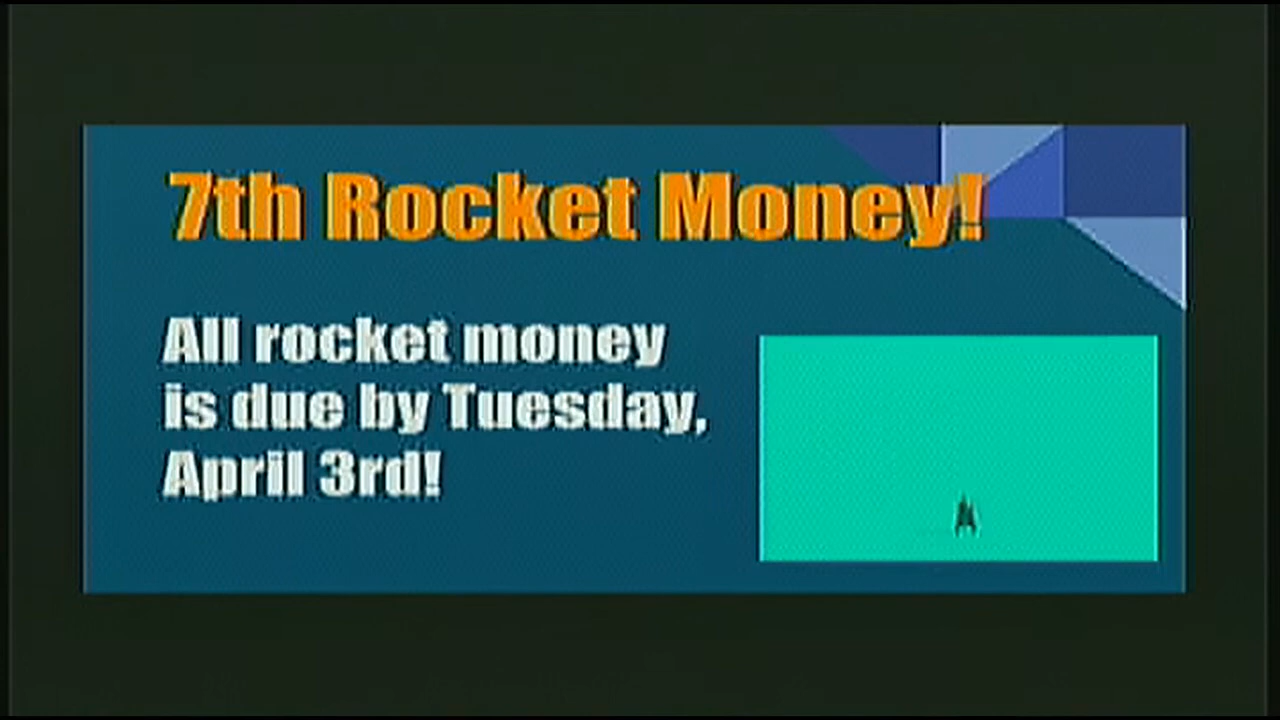 7th Rocket Money!
All rocket money
is due by Tuesday,
April 3rd!